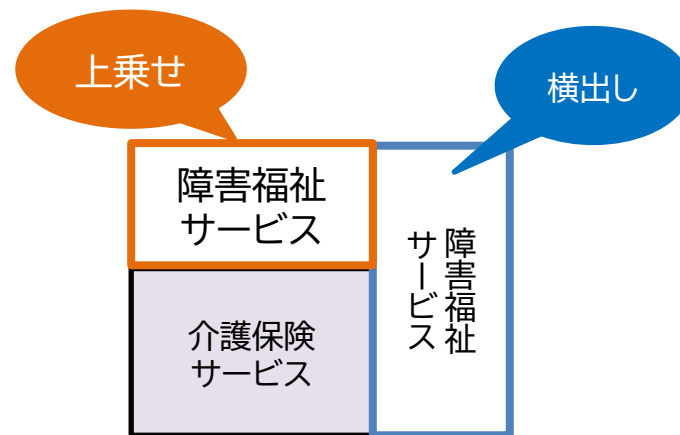 上乗せ
横出し
障害福祉
サービス
障害福祉
サービス
介護保険
サービス